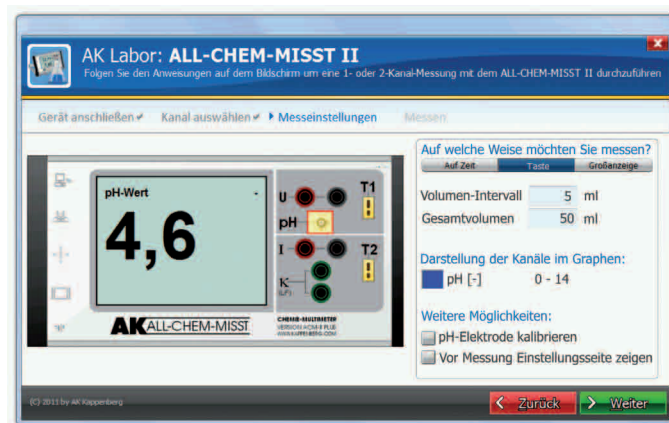 AK Labor: ALL-CHEM-MISST II
Folgen Sie den Anweisungen auf dem Bildschirm um eine 1- oder 2-Kanal-Messung mit dem ALL-CHEM-MISST II durchzuführen
Gerät anschließen Kanal auswählen Messeinstellungen Messen
Auf welche Weise möchten Sie messen?
Auf Zeit Taste Großanzeige
Volumen-Intervall 5 ml
Gesamtvolumen 50 ml
Darstellung der Kanäle im Graphen:
pH [-] 0 - 14
Weitere Möglichkeiten:
pH-Elektrode kalibrieren
Vor Messung Einstellungsseite zeigen
pH-Wert -
4,6
U T1
pH
I T2
K
AK ALL-CHEM-MISST
CHEMIE-MULTIMETER
(C) 2011 by AK Kappenberg
Zurück Weiter